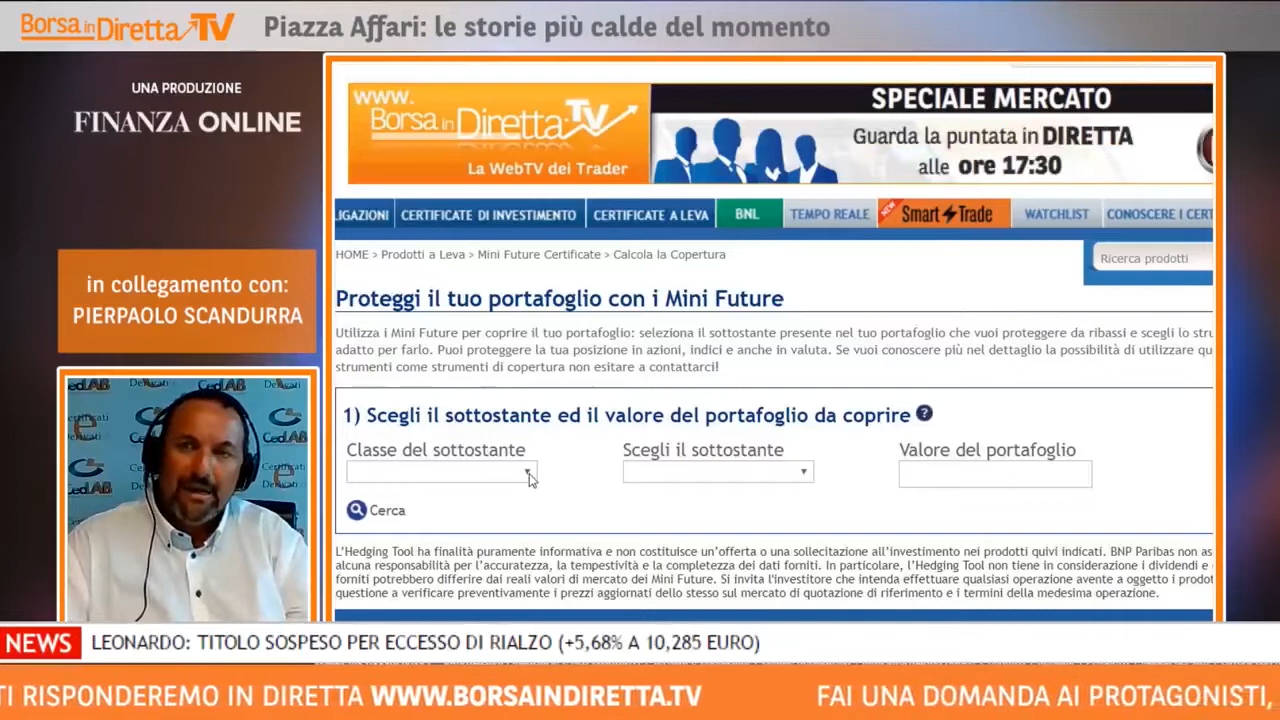 Borsa in Diretta TV
Piazza Affari: le storie più calde del momento
UNA PRODUZIONE
FINANZA ONLINE
in collegamento con:
PIERPAOLO SCANDURRA
CedLAB
Certificati
Derivati
www.
Borsa in Diretta TV
La WebTV dei Trader
SPECIALE MERCATO
Guarda la puntata in DIRETTA
alle ore 17:30
LIGAZIONI CERTIFICATE DI INVESTIMENTO CERTIFICATE A LEVA BNL TEMPO REALE NEW Smart Trade WATCHLIST CONOSCERE I CERT
HOME > Prodotti a Leva > Mini Future Certificate > Calcola la Copertura
Ricerca prodotti
Proteggi il tuo portafoglio con i Mini Future
Utilizza i Mini Future per coprire il tuo portafoglio: seleziona il sottostante presente nel tuo portafoglio che vuoi proteggere da ribassi e scegli lo stru
adatto per farlo. Puoi proteggere la tua posizione in azioni, indici e anche in valuta. Se vuoi conoscere più nel dettaglio la possibilità di utilizzare qu
strumenti come strumenti di copertura non esitare a contattarci!
1) Scegli il sottostante ed il valore del portafoglio da coprire ?
Classe del sottostante Scegli il sottostante Valore del portafoglio
Cerca
L'Hedging Tool ha finalità puramente informativa e non costituisce un'offerta o una sollecitazione all'investimento nei prodotti quivi indicati. BNP Paribas non as
alcuna responsabilità per l'accuratezza, la tempestività e la completezza dei dati forniti. In particolare, l'Hedging Tool non tiene in considerazione i dividendi e
forniti potrebbero differire dai reali valori di mercato dei Mini Future. Si invita l'investitore che intenda effettuare qualsiasi operazione avente a oggetto i prodot
questione a verificare preventivamente i prezzi aggiornati dello stesso sul mercato di quotazione di riferimento e i termini della medesima operazione.
NEWS LEONARDO: TITOLO SOSPESO PER ECCESSO DI RIALZO (+5,68% A 10,285 EURO)
TI RISPONDEREMO IN DIRETTA WWW.BORSAINDIRETTA.TV FAI UNA DOMANDA AI PROTAGONISTI,